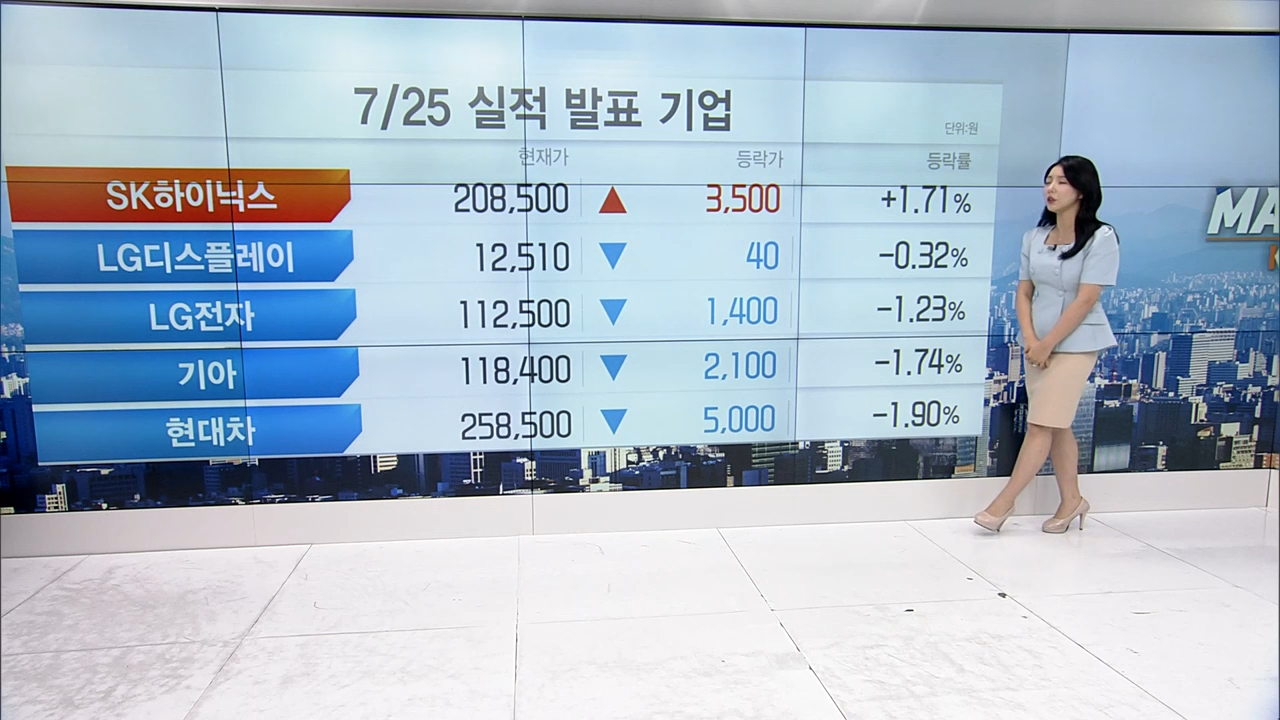 7/25 실적 발표 기업
단위:원
현재가 등락가 등락률
SK하이닉스 208,500 ▲ 3,500 +1.71%
LG디스플레이 12,510 ▼ 40 -0.32%
LG전자 112,500 ▼ 1,400 -1.23%
기아 118,400 ▼ 2,100 -1.74%
현대차 258,500 ▼ 5,000 -1.90%
MA